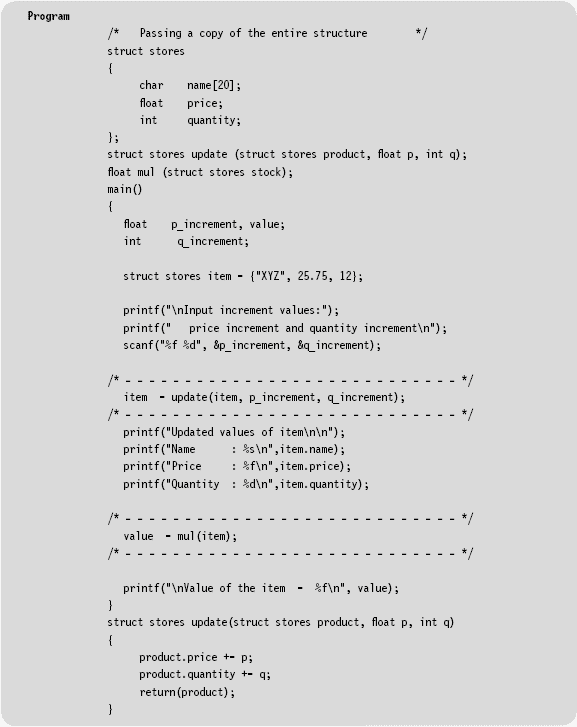 Program
/* Passing a copy of the entire structure */
struct stores
{
char name[20];
float price;
int quantity;
};
struct stores update (struct stores product, float p, int q);
float mul (struct stores stock);
main()
{
float p_increment, value;
int q_increment;
struct stores item = {"XYZ", 25.75, 12};
printf("\nInput increment values:");
printf(" price increment and quantity increment\n");
scanf("%f %d", &p_increment, &q_increment);
/* - - - - - - - - - - - - - - - - - - - - - - - - - - - - */
item = update(item, p_increment, q_increment);
/* - - - - - - - - - - - - - - - - - - - - - - - - - - - - */
printf("Updated values of item\n\n");
printf("Name : %s\n",item.name);
printf("Price : %f\n",item.price);
printf("Quantity : %d\n",item.quantity);
/* - - - - - - - - - - - - - - - - - - - - - - - - - - - - */
value = mul(item);
/* - - - - - - - - - - - - - - - - - - - - - - - - - - - - */
printf("\nValue of the item = %f\n", value);
}
struct stores update(struct stores product, float p, int q)
{
product.price += p;
product.quantity += q;
return(product);
}